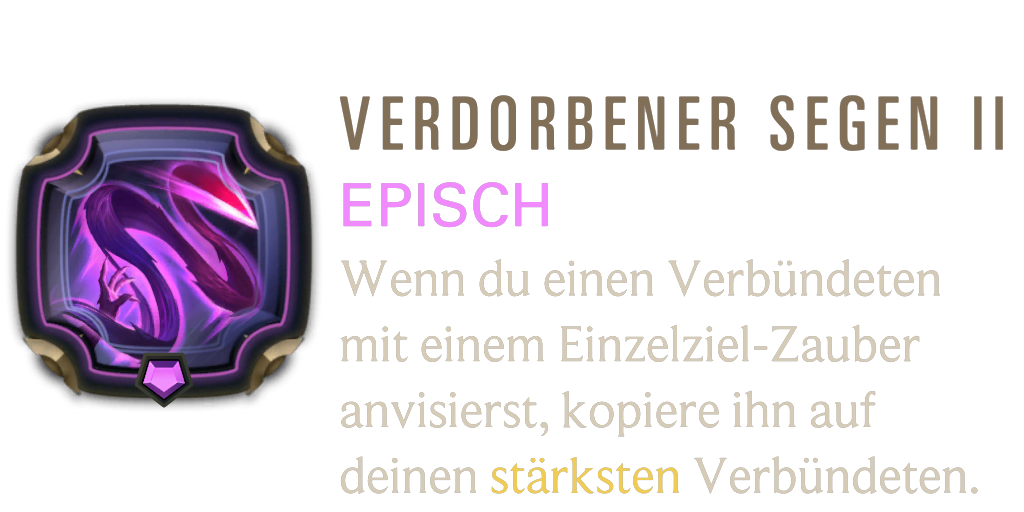 VERDORBENER SEGEN II
EPISCH
Wenn du einen Verbündeten
mit einem Einzelziel-Zauber
anvisierst, kopiere ihn auf
deinen stärksten Verbündeten.